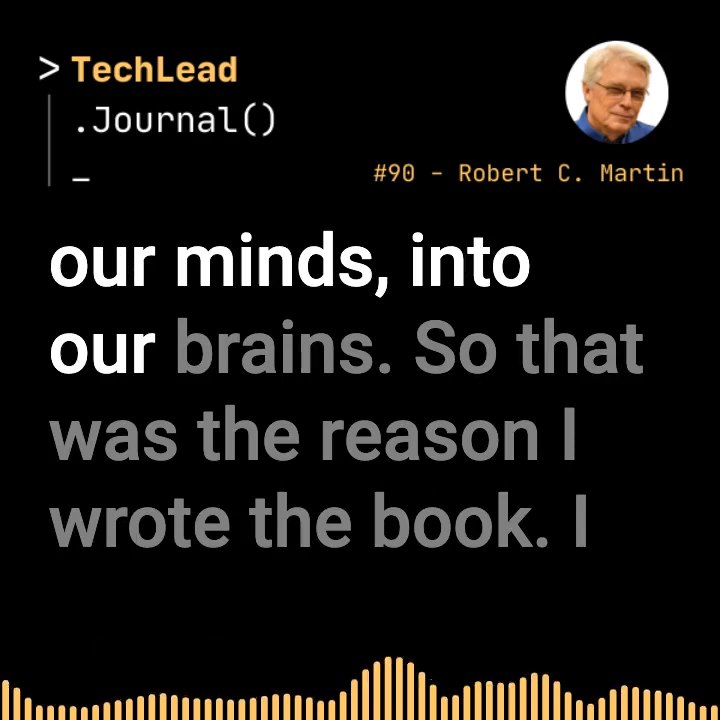 > TechLead
.Journal()
_
#90 - Robert C. Martin
our minds, into
our brains. So that
was the reason I
wrote the book. I